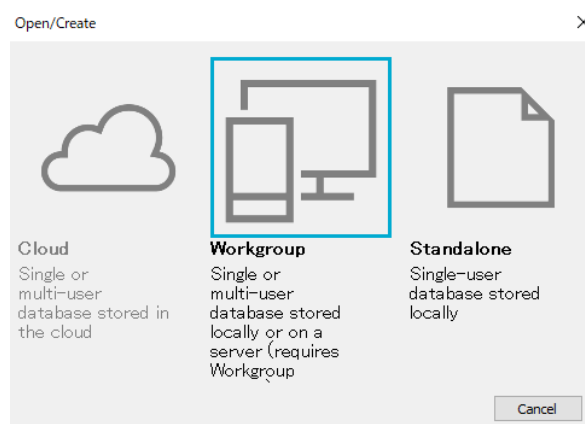 Open/Create
Cloud
Single or
multi-user
database stored in
the cloud
Workgroup
Single or
multi-user
database stored
locally or on a
server (requires
Workgroup
Standalone
Single-user
database stored
locally
Cancel